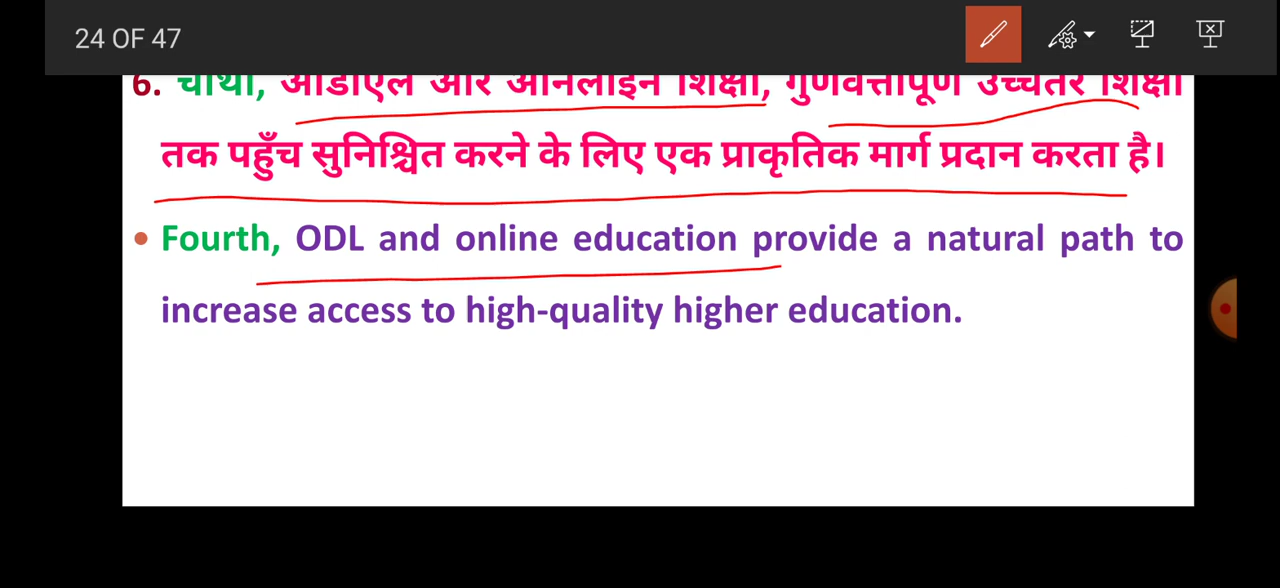 24 OF 47
6. चौथा, ओडीएल और ऑनलाइन शिक्षा, गुणवत्तापूर्ण उच्चतर शिक्षा
तक पहुँच सुनिश्चित करने के लिए एक प्राकृतिक मार्ग प्रदान करता है।
• Fourth, ODL and online education provide a natural path to
increase access to high-quality higher education.